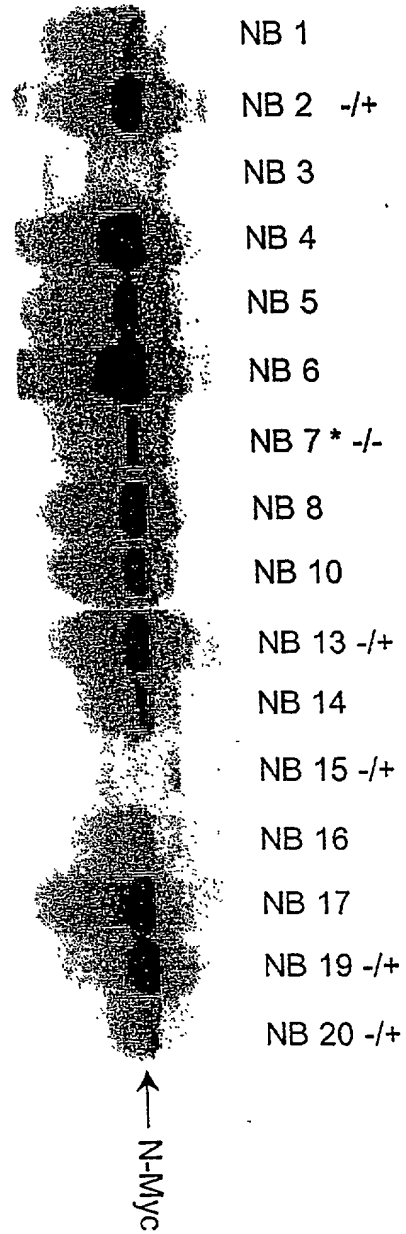 NB 1
NB 2 -/+
NB 3
NB 4
NB 5
NB 6
NB 7 * -/-
NB 8
NB 10
NB 13 -/+
NB 14
NB 15 -/+
NB 16
NB 17
NB 19 -/+
NB 20 -/+
N-Myc